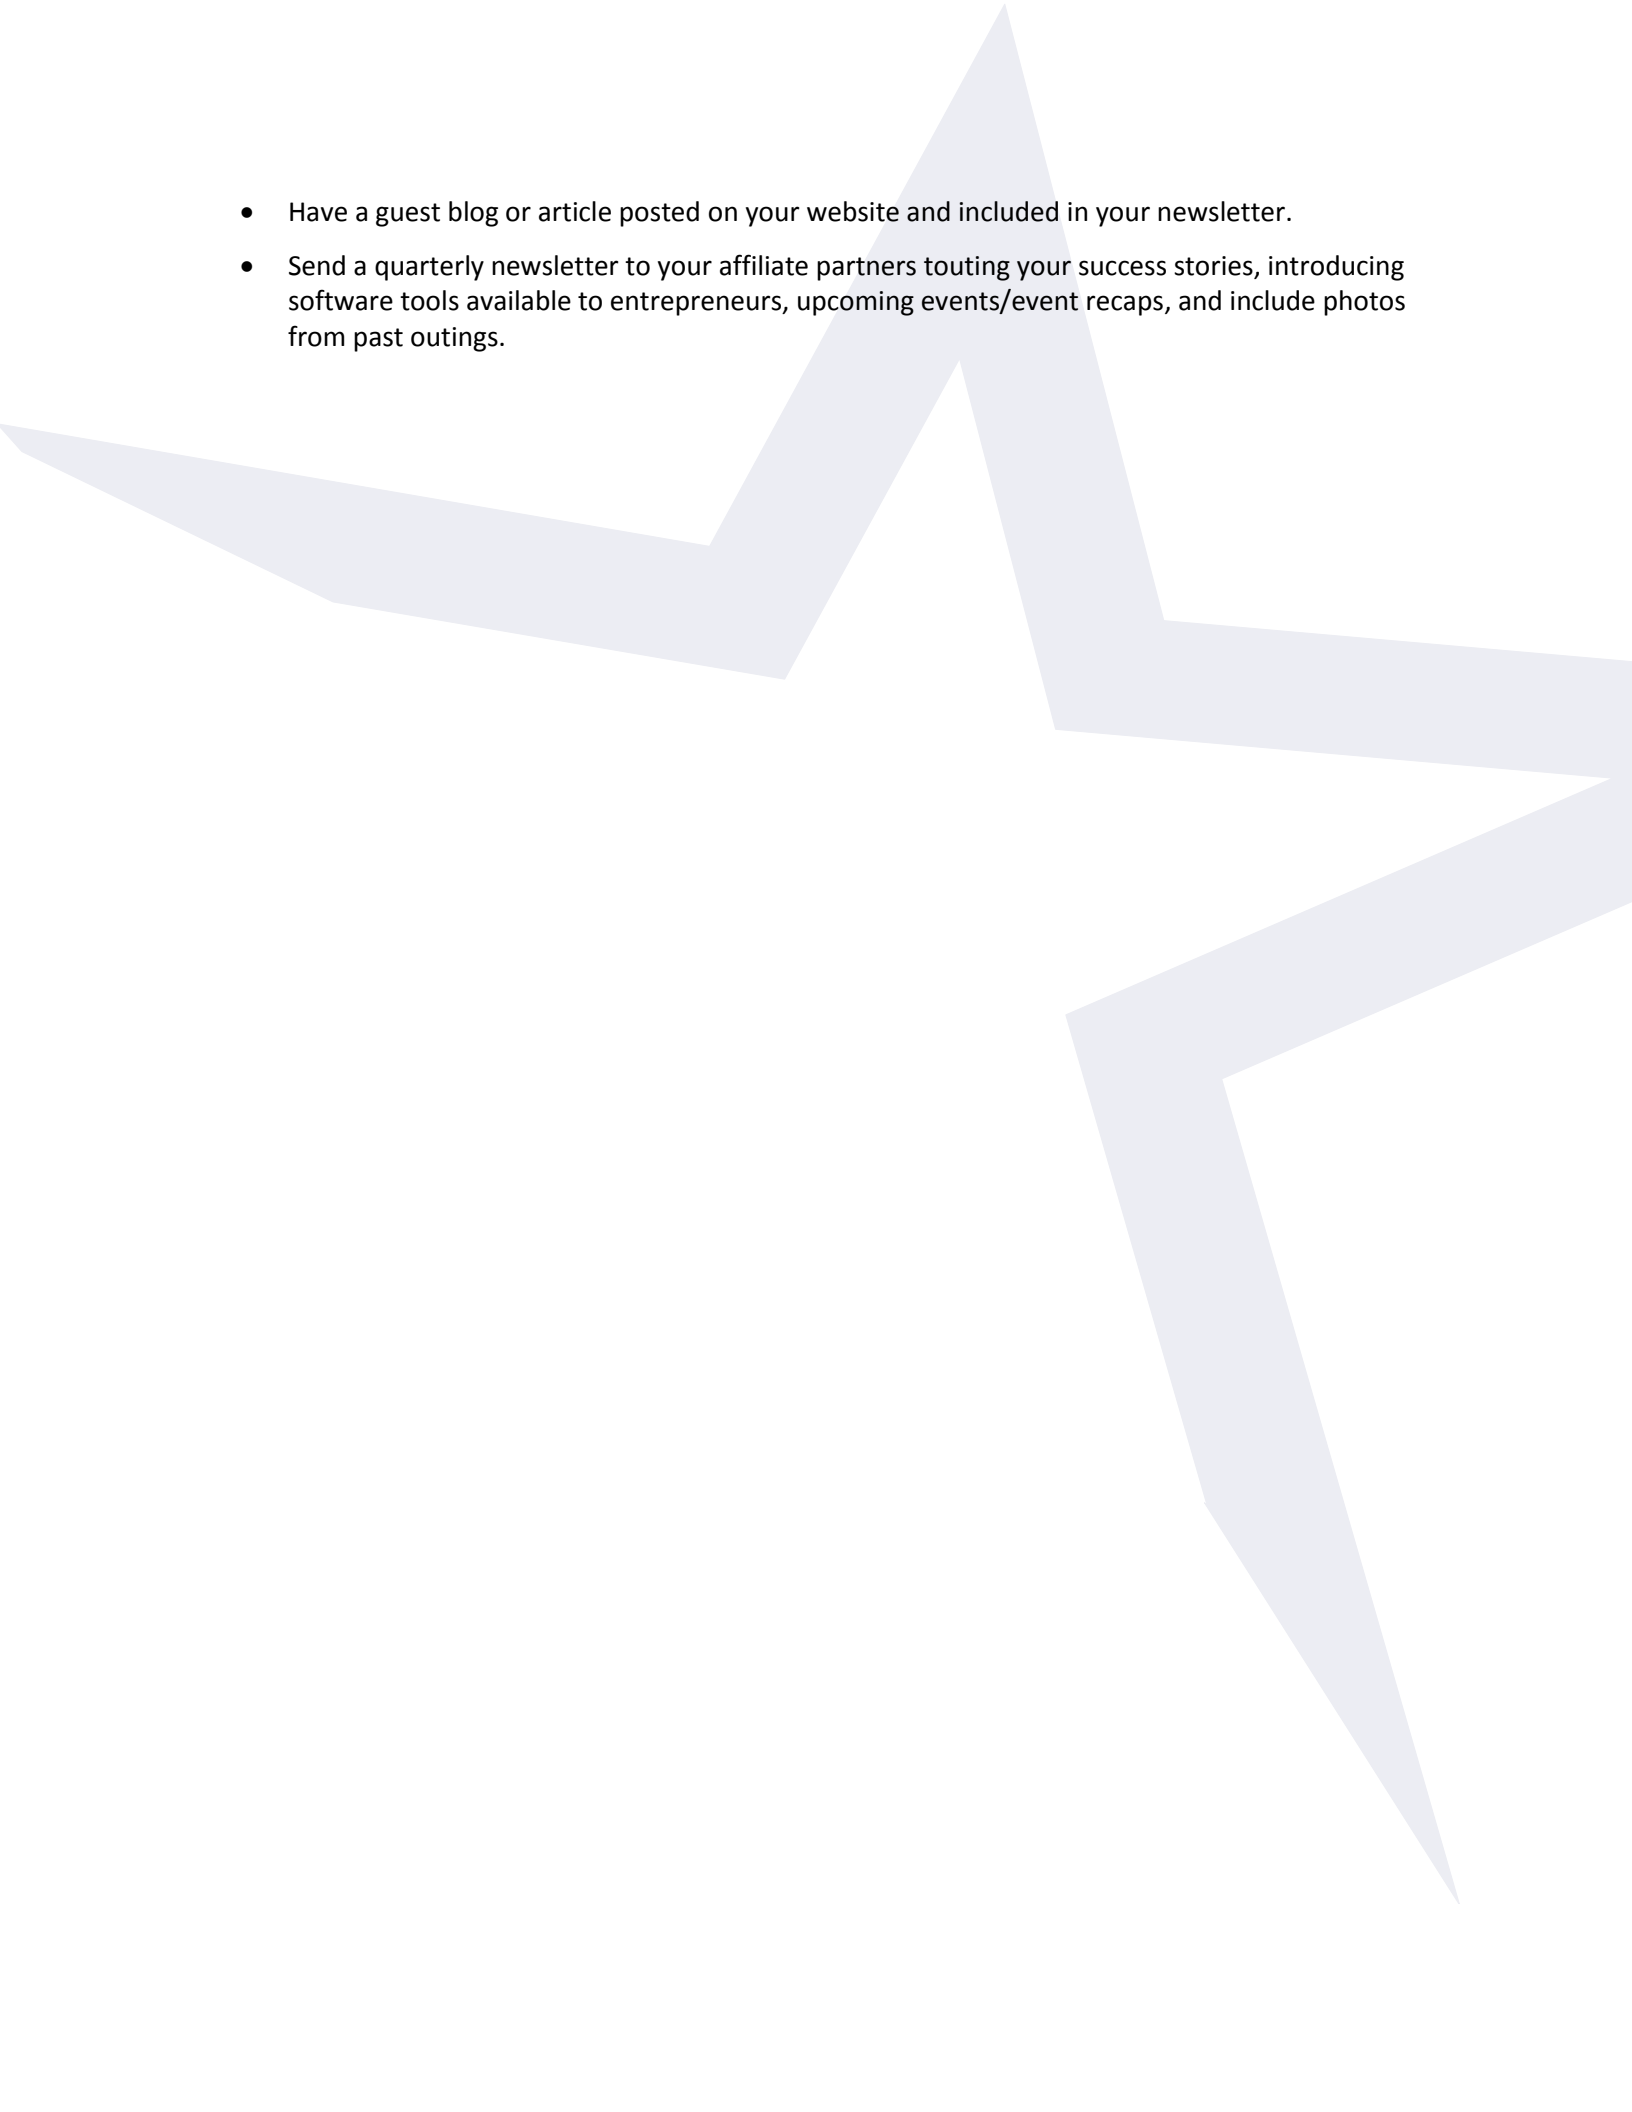 • Have a guest blog or article posted on your website and included in your newsletter.
• Send a quarterly newsletter to your affiliate partners touting your success stories, introducing
software tools available to entrepreneurs, upcoming events/event recaps, and include photos
from past outings.